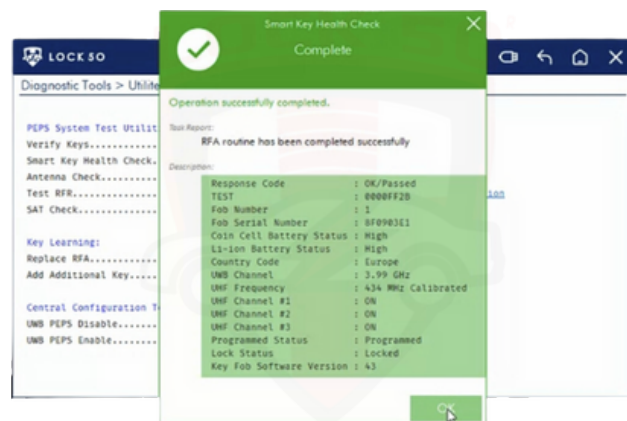 Smart Key Health Check
Complete
LOCK50
Diagnostic Tools > Utilite
Operation successfully completed.
Task Report:
RFA routine has been completed successfully
Description:
PEPS System Test Utilit
Verify Keys............
Smart Key Health Check.
Antenna Check..........
Test RFR...............
SAT Check..............
Key Learning:
Replace RFA............
Add Additional Key.....
Central Configuration T
UWB PEPS Disable.......
UWB PEPS Enable........
Response Code : OK/Passed
TEST : 0000FF2B
Fob Number : 1
Fob Serial Number : 8F0903E1
Coin Cell Battery Status : High
Li-ion Battery Status : High
Country Code : Europe
UWB Channel : 3.99 GHz
UHF Frequency : 434 MHz Calibrated
UHF Channel #1 : ON
UHF Channel #2 : ON
UHF Channel #3 : ON
Programmed Status : Programmed
Lock Status : Locked
Key Fob Software Version : 43
ion
OK